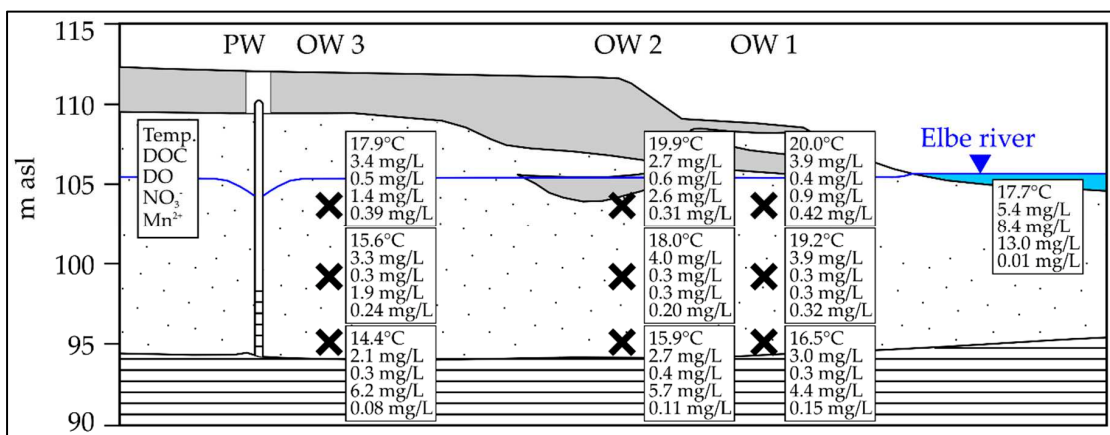 115
PW OW 3 OW 2 OW 1
110
Temp.
DOC
DO
NO₃⁻
Mn²⁺
17.9°C
3.4 mg/L
0.5 mg/L
1.4 mg/L
0.39 mg/L
19.9°C
2.7 mg/L
0.6 mg/L
2.6 mg/L
0.31 mg/L
20.0°C
3.9 mg/L
0.4 mg/L
0.9 mg/L
0.42 mg/L
Elbe river
m asl
105
17.7°C
5.4 mg/L
8.4 mg/L
13.0 mg/L
0.01 mg/L
15.6°C
3.3 mg/L
0.3 mg/L
1.9 mg/L
0.24 mg/L
18.0°C
4.0 mg/L
0.3 mg/L
0.3 mg/L
0.20 mg/L
19.2°C
3.9 mg/L
0.3 mg/L
0.3 mg/L
0.32 mg/L
100
14.4°C
2.1 mg/L
0.3 mg/L
6.2 mg/L
0.08 mg/L
15.9°C
2.7 mg/L
0.4 mg/L
5.7 mg/L
0.11 mg/L
16.5°C
3.0 mg/L
0.3 mg/L
4.4 mg/L
0.15 mg/L
95
90